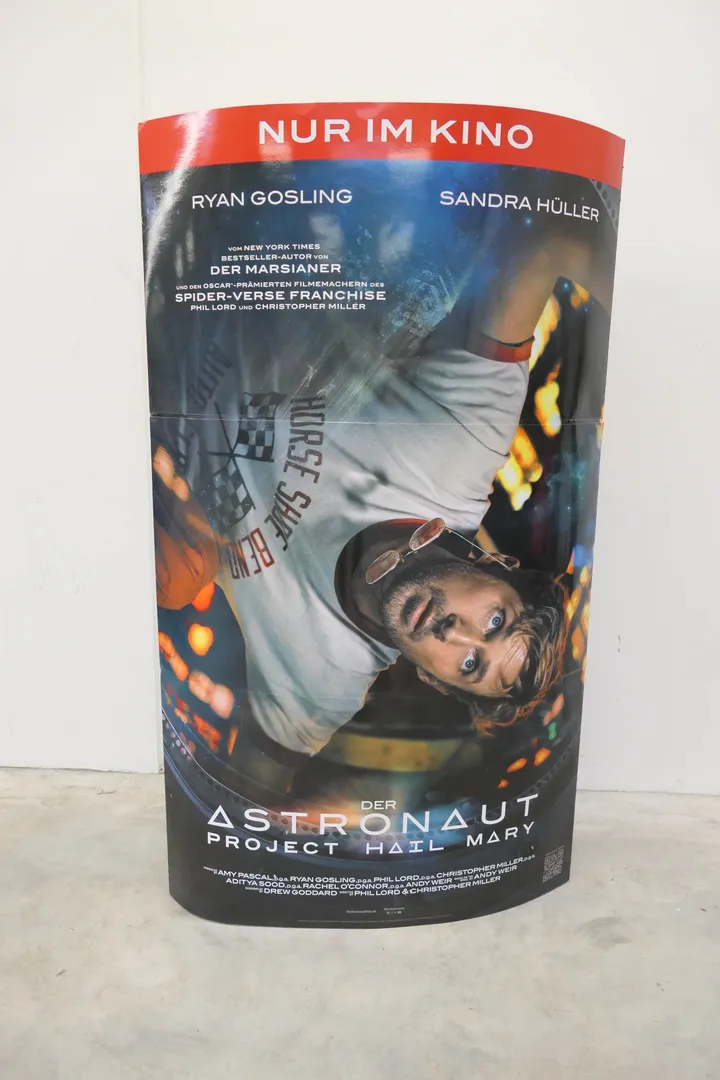 NUR IM KINO
RYAN GOSLING
SANDRA HÜLLER
VOM NEW YORK TIMES
BESTSELLER-AUTOR VON
DER MARSIANER
UND DEN OSCAR®-PRÄMIERTEN FILMEMACHERN DES
SPIDER-VERSE FRANCHISE
PHIL LORD UND CHRISTOPHER MILLER
HORSE SHOE BEND
DER
ASTRONAUT
PROJECT HAIL MARY
AMY PASCAL, p.g.a. RYAN GOSLING, p.g.a. PHIL LORD, p.g.a. CHRISTOPHER MILLER, p.g.a.
ADITYA SOOD, p.g.a. RACHEL O'CONNOR, p.g.a. ANDY WEIR ANDY WEIR
DREW GODDARD PHIL LORD & CHRISTOPHER MILLER